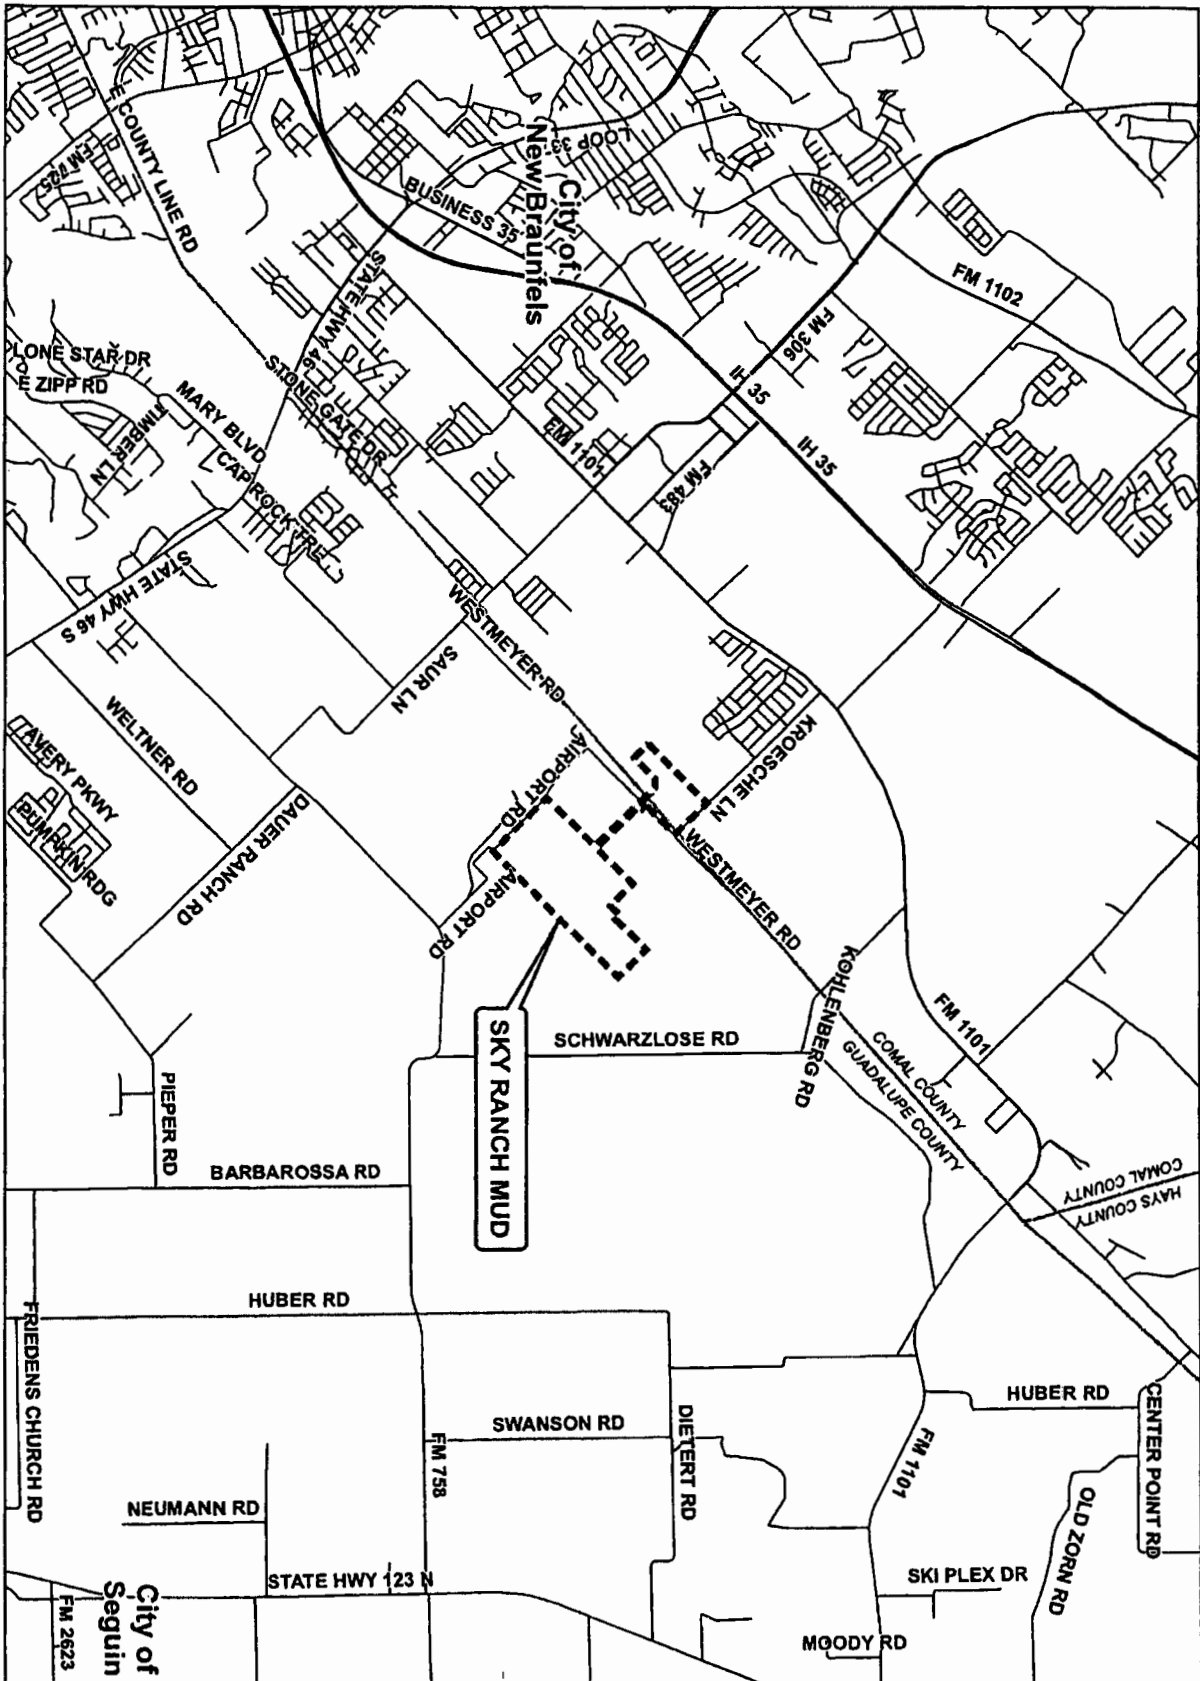 E COUNTY LINE RD
FM 725
BUSINESS 35
LOOP 337
City of
New Braunfels
FM 1102
FM 306
IH 35
IH 35
STATE HWY 46
STONE GATE DR
LONE STAR DR
E ZIPP RD
TIMBER LN
MARY BLVD
CAP ROCK TRL
FM 1101
FM 483
STATE HWY 46 S
WESTMEYER RD
SAUR LN
WELTNER RD
AVERY PKWY
PUMPKIN RDG
DAUER RANCH RD
AIRPORT RD
AIRPORT RD
KROESCHE LN
WESTMEYER RD
KOHLENBERG RD
FM 1101
SCHWARZLOSE RD
SKY RANCH MUD
COMAL COUNTY
GUADALUPE COUNTY
COMAL COUNTY
HAYS COUNTY
PIEPER RD
BARBAROSSA RD
HUBER RD
FRIEDENS CHURCH RD
SWANSON RD
FM 758
DIETERT RD
HUBER RD
CENTER POINT RD
FM 1101
OLD ZORN RD
NEUMANN RD
STATE HWY 123 N
SKI PLEX DR
MOODY RD
City of
Seguin
FM 2623